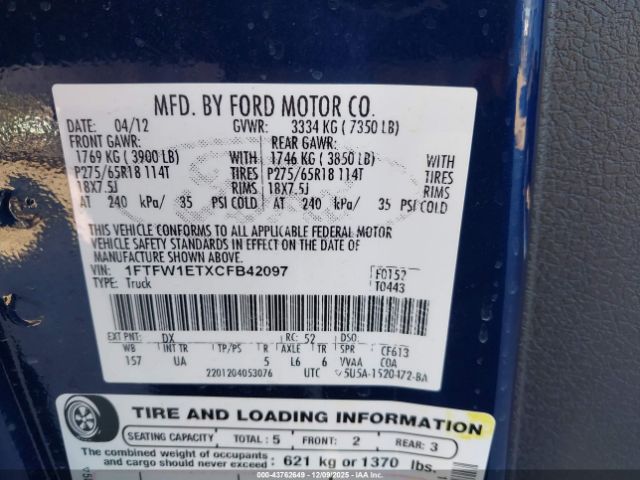 MFD. BY FORD MOTOR CO.
DATE: 04/12 GVWR: 3334 KG ( 7350 LB)
FRONT GAWR: REAR GAWR:
1769 KG ( 3900 LB) WITH 1746 KG ( 3850 LB) WITH
P275/65R18 114T TIRES P275/65R18 114T TIRES
18X7.5J RIMS 18X7.5J RIMS
AT 240 kPa/ 35 PSI COLD AT 240 kPa/ 35 PSI COLD
THIS VEHICLE CONFORMS TO ALL APPLICABLE FEDERAL MOTOR
VEHICLE SAFETY STANDARDS IN EFFECT ON THE DATE OF
MANUFACTURE SHOWN ABOVE.
VIN: 1FTFW1ETXCFB42097 F0152
TYPE: Truck T0443
EXT PNT: DX RC: 52 DSO:
WB INT TR TP/PS R AXLE TR SPR CF613
157 UA 5 L6 6 VVAA COA
2201204053076 UTC 5U5A-1520472-BA
TIRE AND LOADING INFORMATION
SEATING CAPACITY TOTAL : 5 FRONT: 2 REAR: 3
The combined weight of occupants
and cargo should never exceed : 621 kg or 1370 lbs.
© 43762649 - 12/09/2025 - IAA Inc.